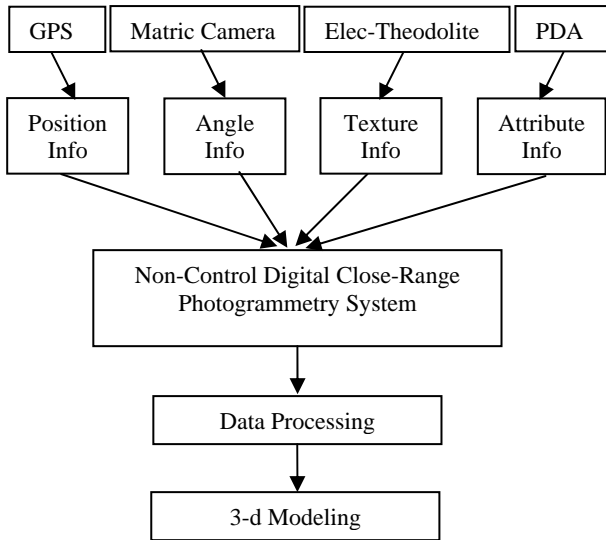 GPS
Matric Camera
Elec-Theodolite
PDA
Position
Info
Angle
Info
Texture
Info
Attribute
Info
Non-Control Digital Close-Range
Photogrammetry System
Data Processing
3-d Modeling